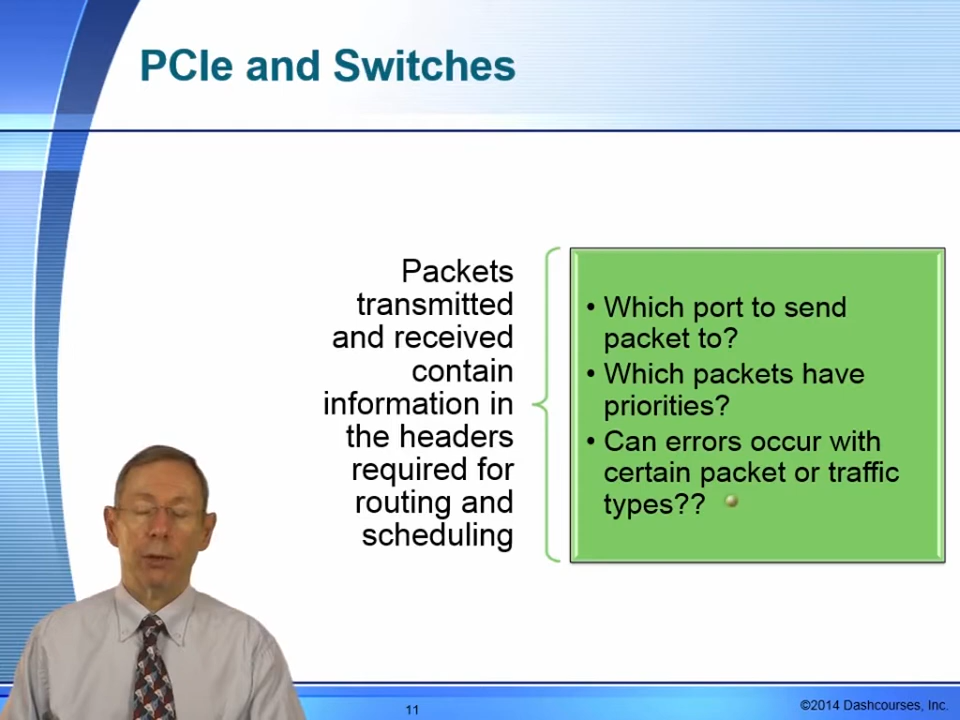 PCIe and Switches
Packets
transmitted
and received
contain
information in
the headers
required for
routing and
scheduling
• Which port to send
packet to?
• Which packets have
priorities?
• Can errors occur with
certain packet or traffic
types??
11
©2014 Dashcourses, Inc.